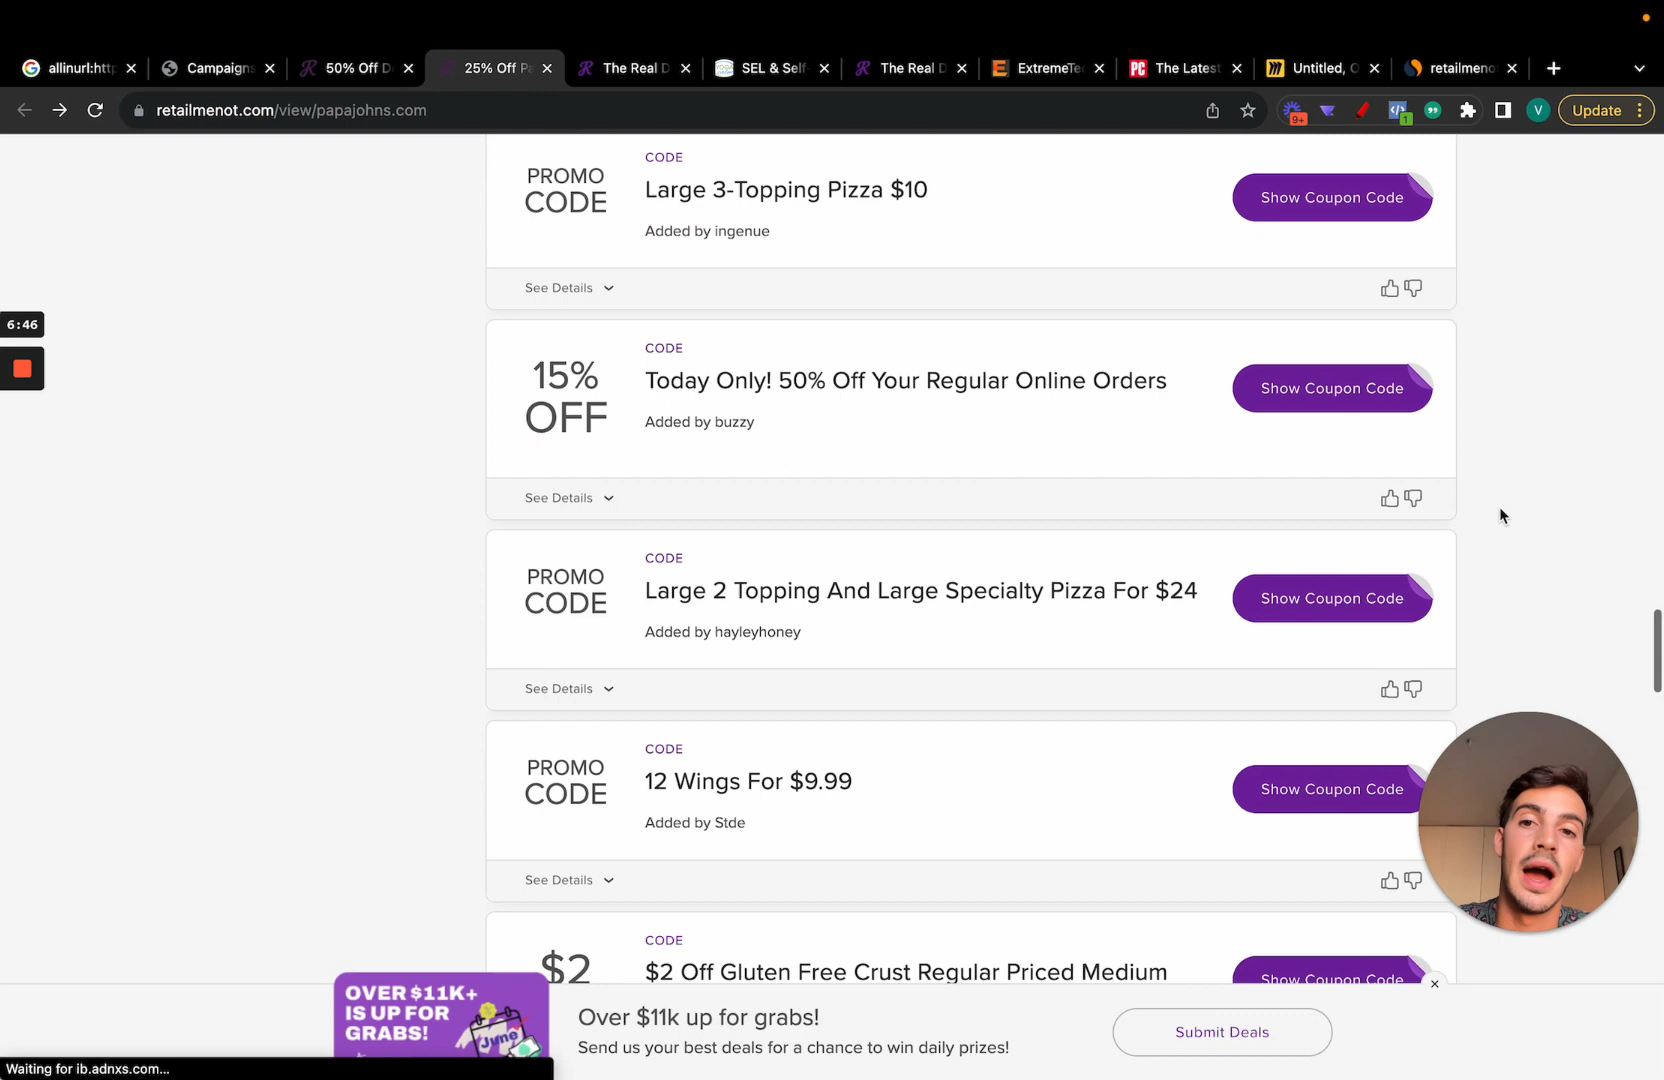 allinurl:http
Campaigns
50% Off D
25% Off Pa
The Real D
SEL & Self-
The Real D
ExtremeTec
The Latest
Untitled, O
retailmeno
retailmenot.com/view/papajohns.com
9+
1
V
Update
CODE
PROMO
CODE
Large 3-Topping Pizza $10
Show Coupon Code
Added by ingenue
See Details
6:46
CODE
15%
OFF
Today Only! 50% Off Your Regular Online Orders
Show Coupon Code
Added by buzzy
See Details
CODE
PROMO
CODE
Large 2 Topping And Large Specialty Pizza For $24
Show Coupon Code
Added by hayleyhoney
See Details
CODE
PROMO
CODE
12 Wings For $9.99
Show Coupon Code
Added by Stde
See Details
CODE
$2
$2 Off Gluten Free Crust Regular Priced Medium
Show Coupon Code
OVER $11K+
IS UP FOR
GRABS!
June
Over $11k up for grabs!
Send us your best deals for a chance to win daily prizes!
Submit Deals
Waiting for ib.adnxs.com...